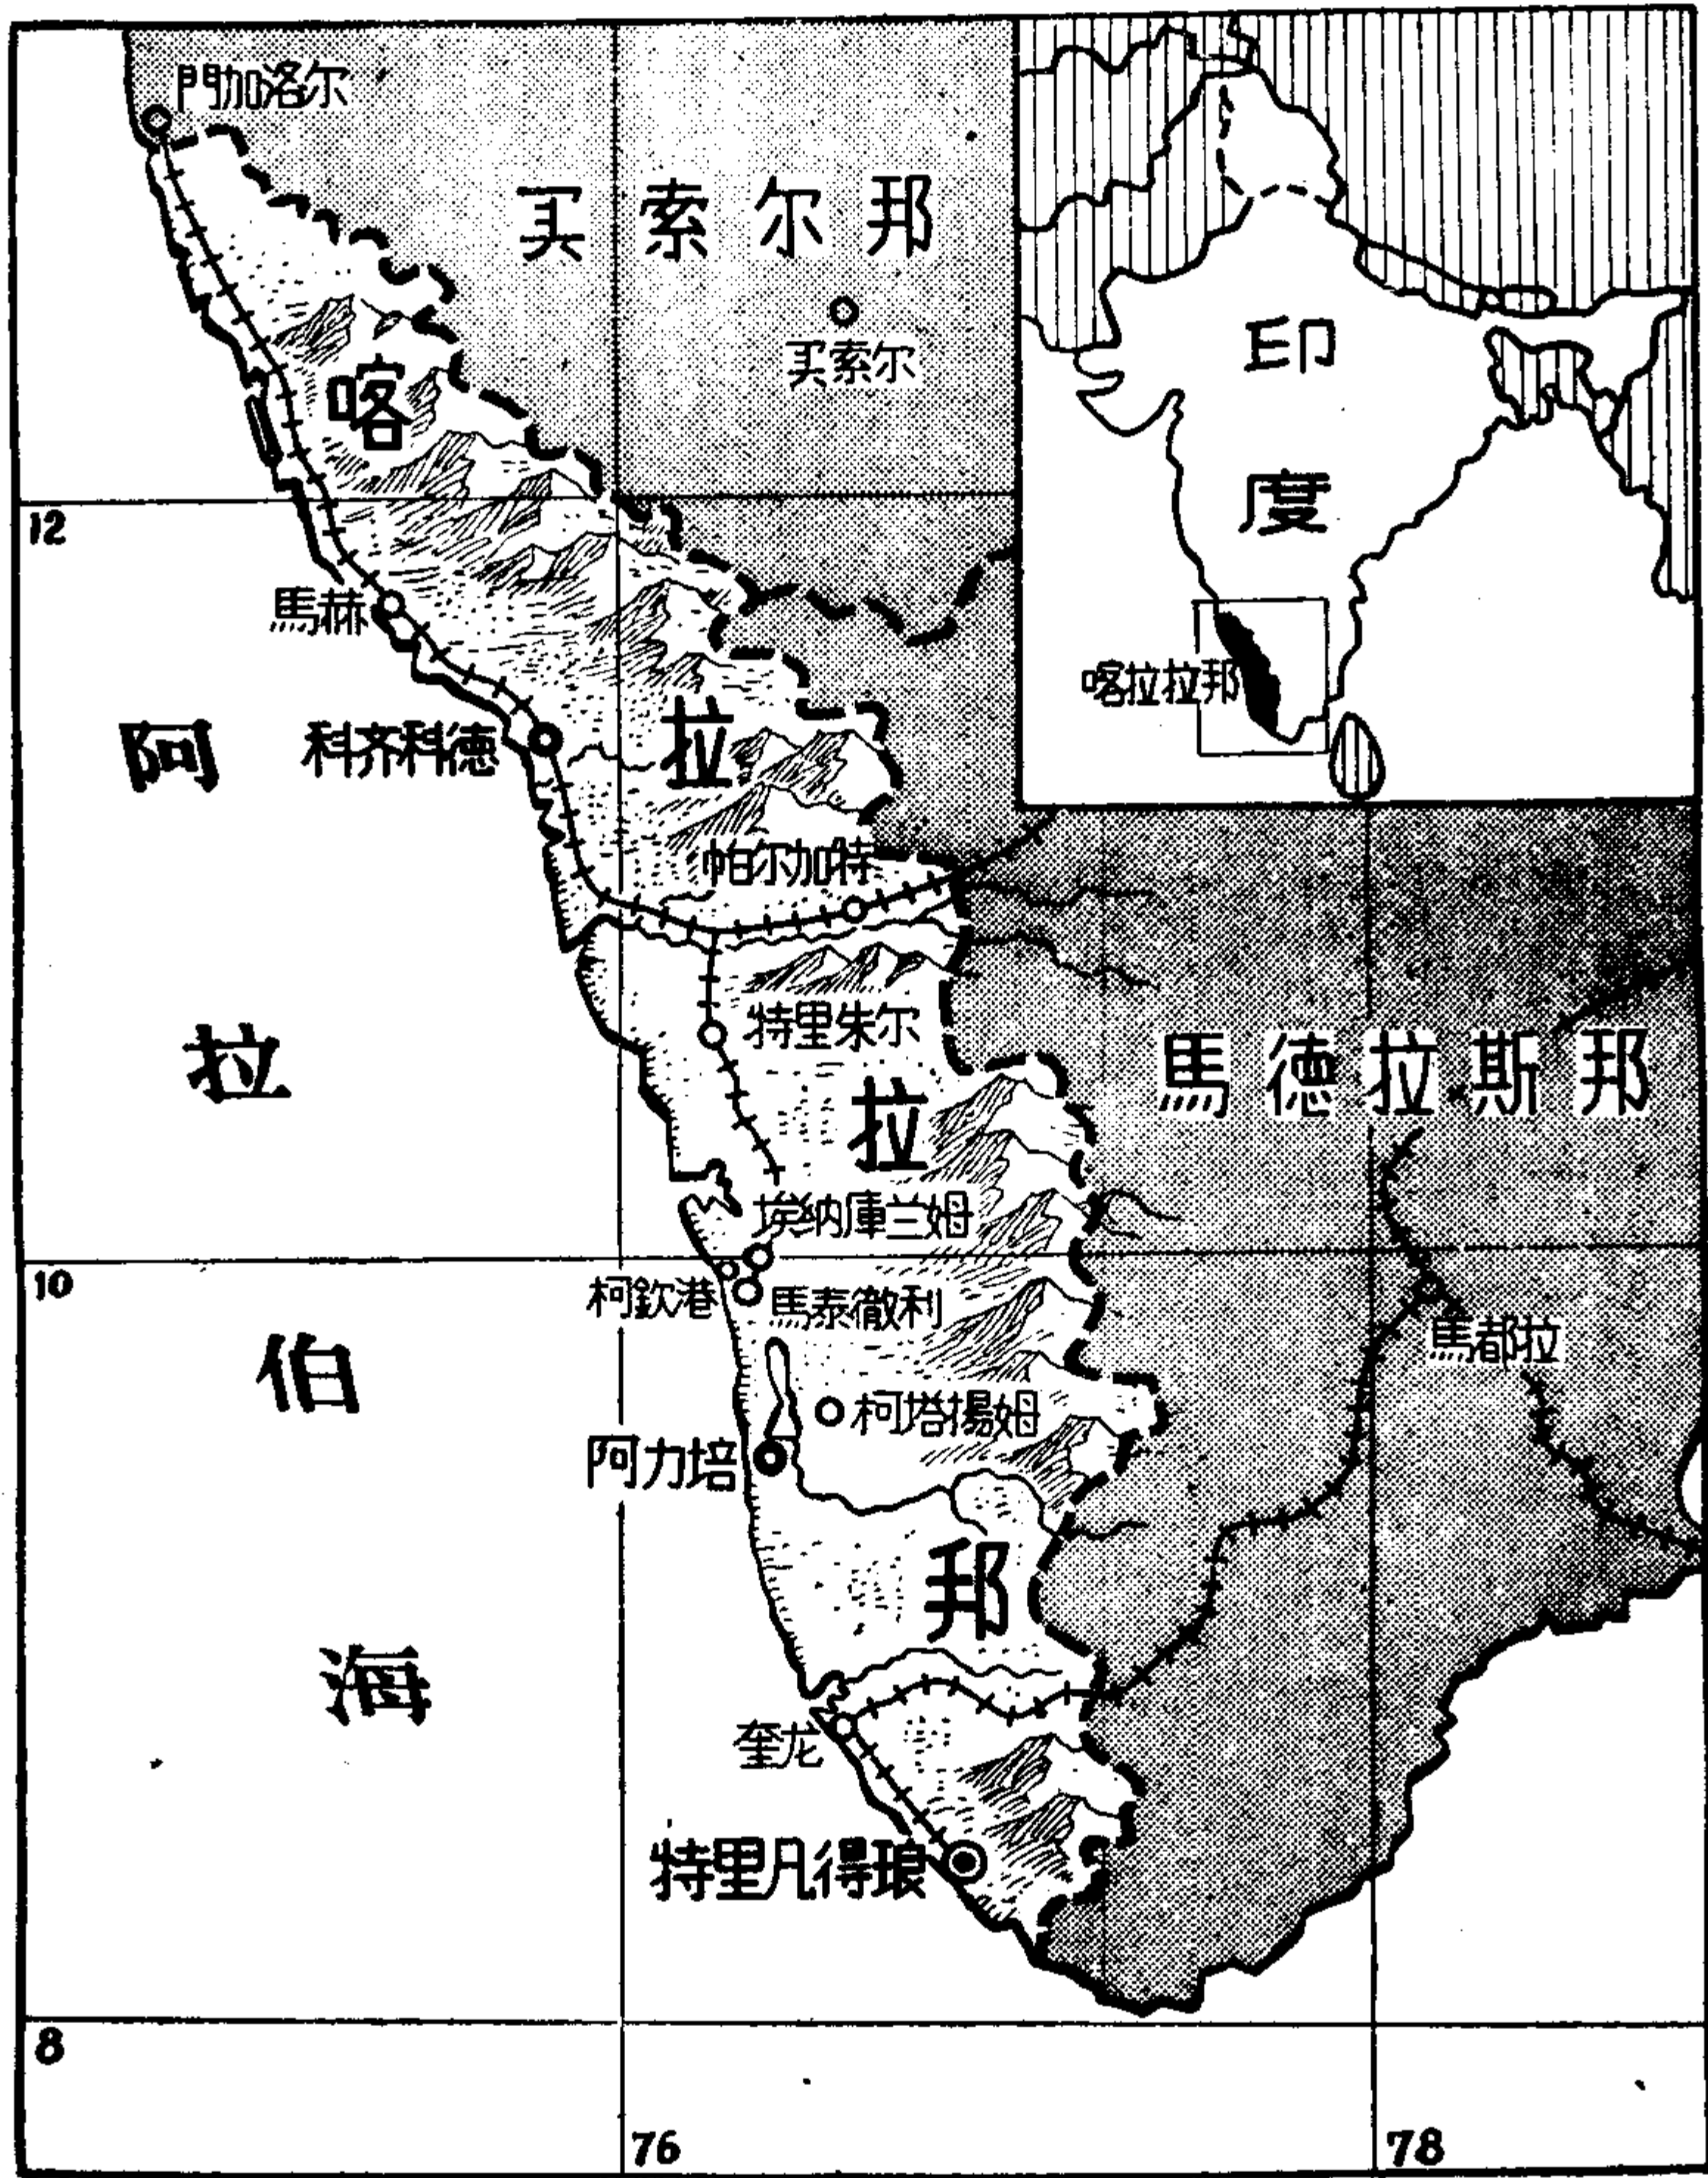 門加洛尔
买索尔邦
买索尔
印度
喀拉拉邦
喀拉拉邦
12
馬赫
科齐科德
阿拉伯海
帕尔加特
特里朱尔
馬德拉斯邦
埃納庫兰姆
10
柯欽港
馬泰徹利
馬都拉
柯塔揚姆
阿力培
奎龙
特里凡得琅
8
76
78